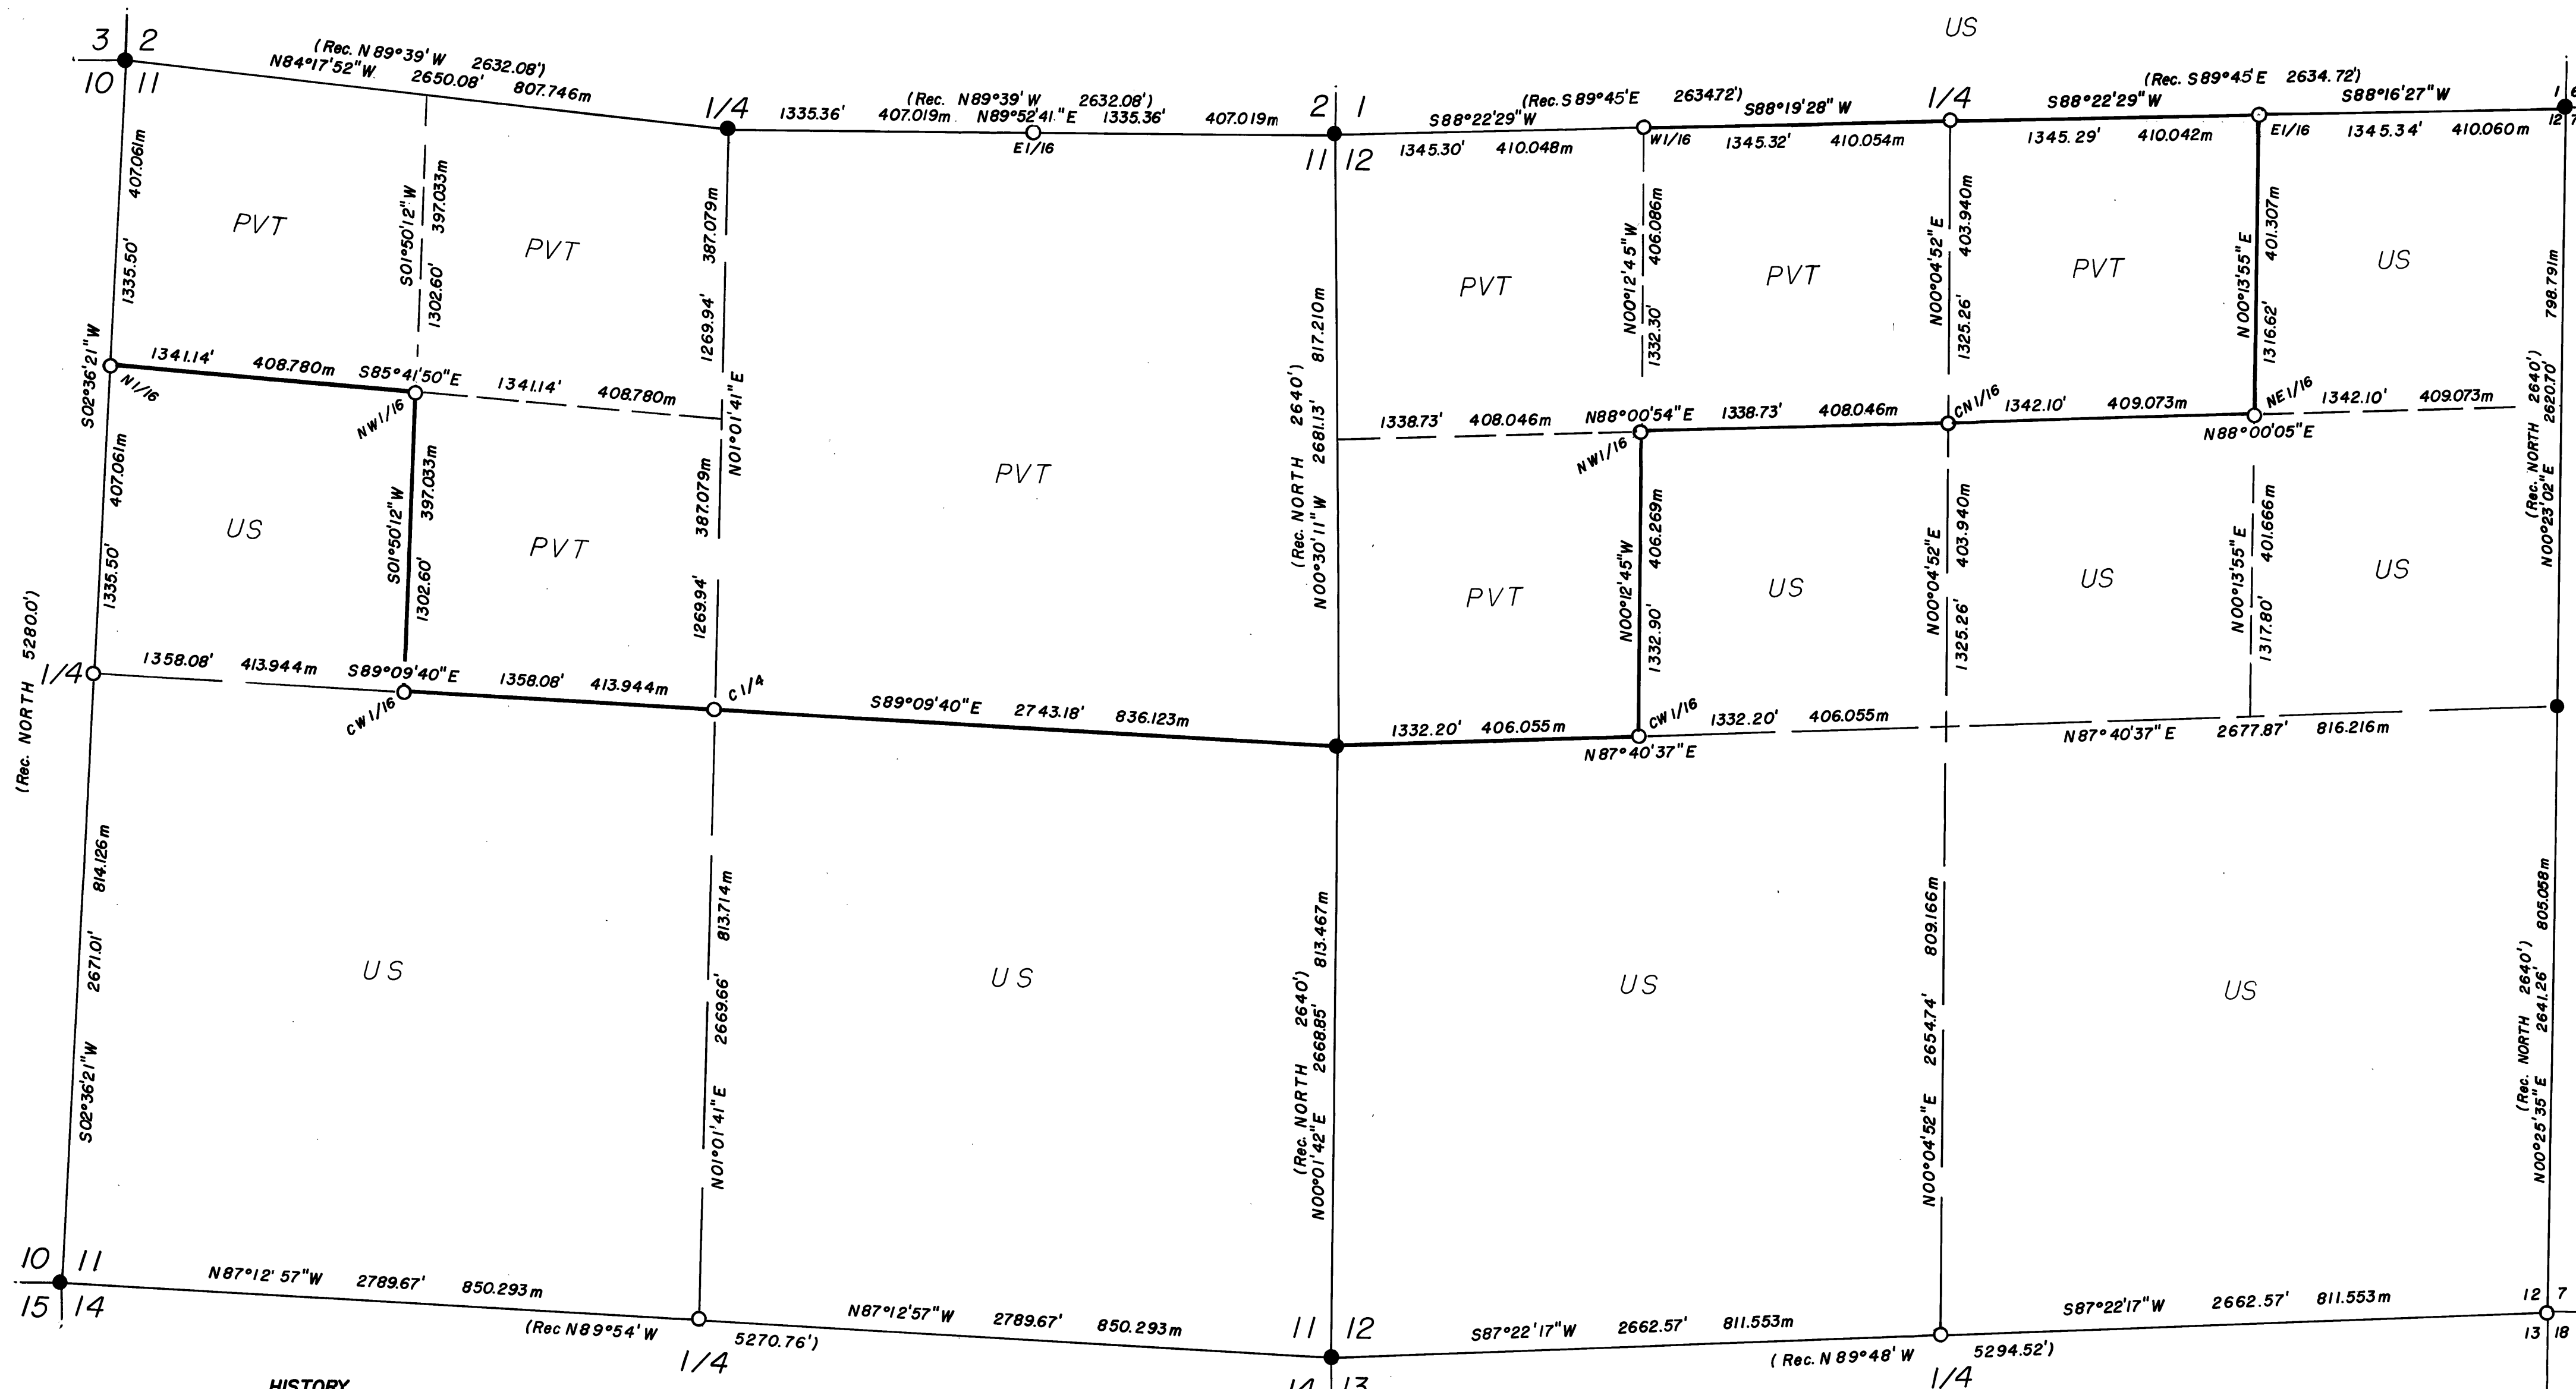 US
3 2
10 11
(Rec. N 89°39' W 2632.08')
N84°17'52"W. 2650.08' 807.746m
1/4
(Rec. N89°39' W 2632.08')
1335.36' 407.019m. N89°52'41."E 1335.36' 407.019m
E1/16
2 1
11 12
(Rec. S89°45'E 2634.72')
S88°22'29"W
1345.30' 410.048m
W1/16
S88°19'28" W
1345.32' 410.054m
1/4
(Rec. S89°45'E 2634.72')
S88°22'29"W
1345.29' 410.042m
E1/16
S88°16'27"W
1345.34' 410.060m
1 6
12 7
407.061m
1335.50'
S02°36'21"W
PVT
S01°50'12"W
397.033m
1302.60'
PVT
387.079m
1269.94'
N01°01'41"E
817.210m
(Rec. NORTH 2640')
N00°30'11"W 2681.13'
PVT
N00°12'45"W
406.086m
1332.30'
PVT
N00°04'52"E
403.940m
1325.26'
PVT
N00°13'55"E
401.307m
1316.62'
US
798.791m
(Rec. NORTH 2640')
N00°23'02"E 2620.70'
N1/16
1341.14' 408.780m S85°41'50"E 1341.14' 408.780m
NW1/16
1338.73' 408.046m N88°00'54"E 1338.73' 408.046m
NW1/16
CN1/16
1342.10' 409.073m
NE1/16
1342.10' 409.073m
N88°00'05"E
407.061m
1335.50'
US
S01°50'12"W
397.033m
1302.60'
PVT
387.079m
1269.94'
PVT
PVT
N00°12'45"W
406.269m
1332.90'
US
N00°04'52"E
403.940m
1325.26'
US
N00°13'55"E
401.666m
1317.80'
US
(Rec. NORTH 5280.0')
1/4
1358.08' 413.944m S89°09'40"E 1358.08' 413.944m
CW1/16
C1/4
S89°09'40"E 2743.18' 836.123m
1332.20' 406.055m
N87°40'37"E
CW1/16
1332.20' 406.055m
N87°40'37"E 2677.87' 816.216m
S02°36'21"W 2671.01' 814.126m
US
N01°01'41"E 2669.66' 813.714m
US
(Rec. NORTH 2640')
N00°01'42"E 2668.85' 813.467m
US
N00°04'52"E 2654.74' 809.166m
US
(Rec. NORTH 2640')
N00°25'35"E 2641.26' 805.058m
10 11
15 14
N87°12'57"W 2789.67' 850.293m
(Rec N89°54' W 5270.76')
1/4
N87°12'57"W 2789.67' 850.293m
11 12
14 13
S87°22'17"W 2662.57' 811.553m
(Rec. N 89°48' W 5294.52')
1/4
S87°22'17"W 2662.57' 811.553m
12 7
13 18
HISTORY